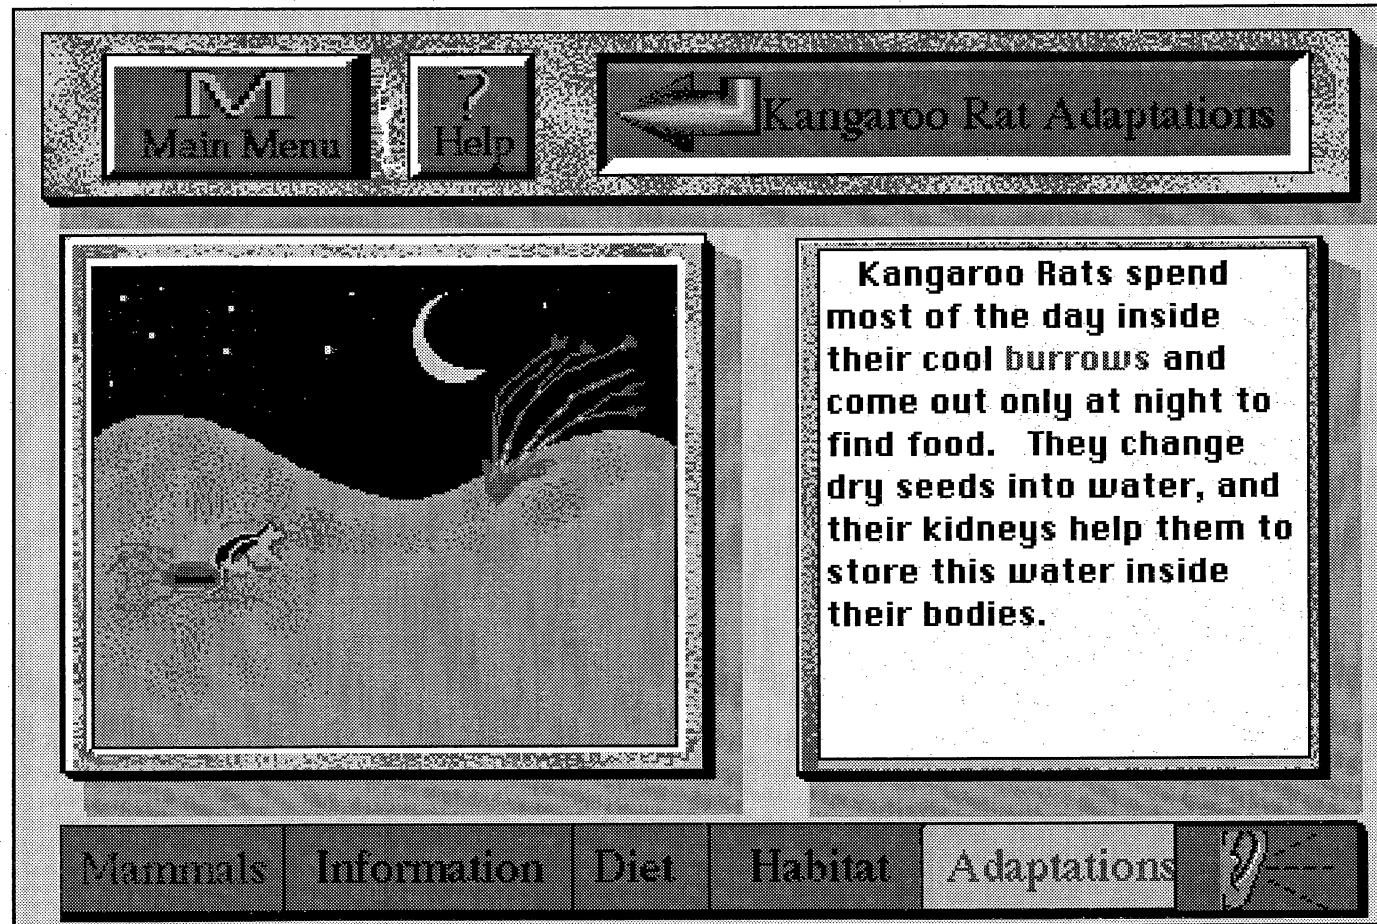 M
Main Menu
?
Help
Kangaroo Rat Adaptations
Kangaroo Rats spend
most of the day inside
their cool burrows and
come out only at night to
find food.   They change
dry seeds into water, and
their kidneys help them to
store this water inside
their bodies.
Mammals
Information
Diet
Habitat
Adaptations